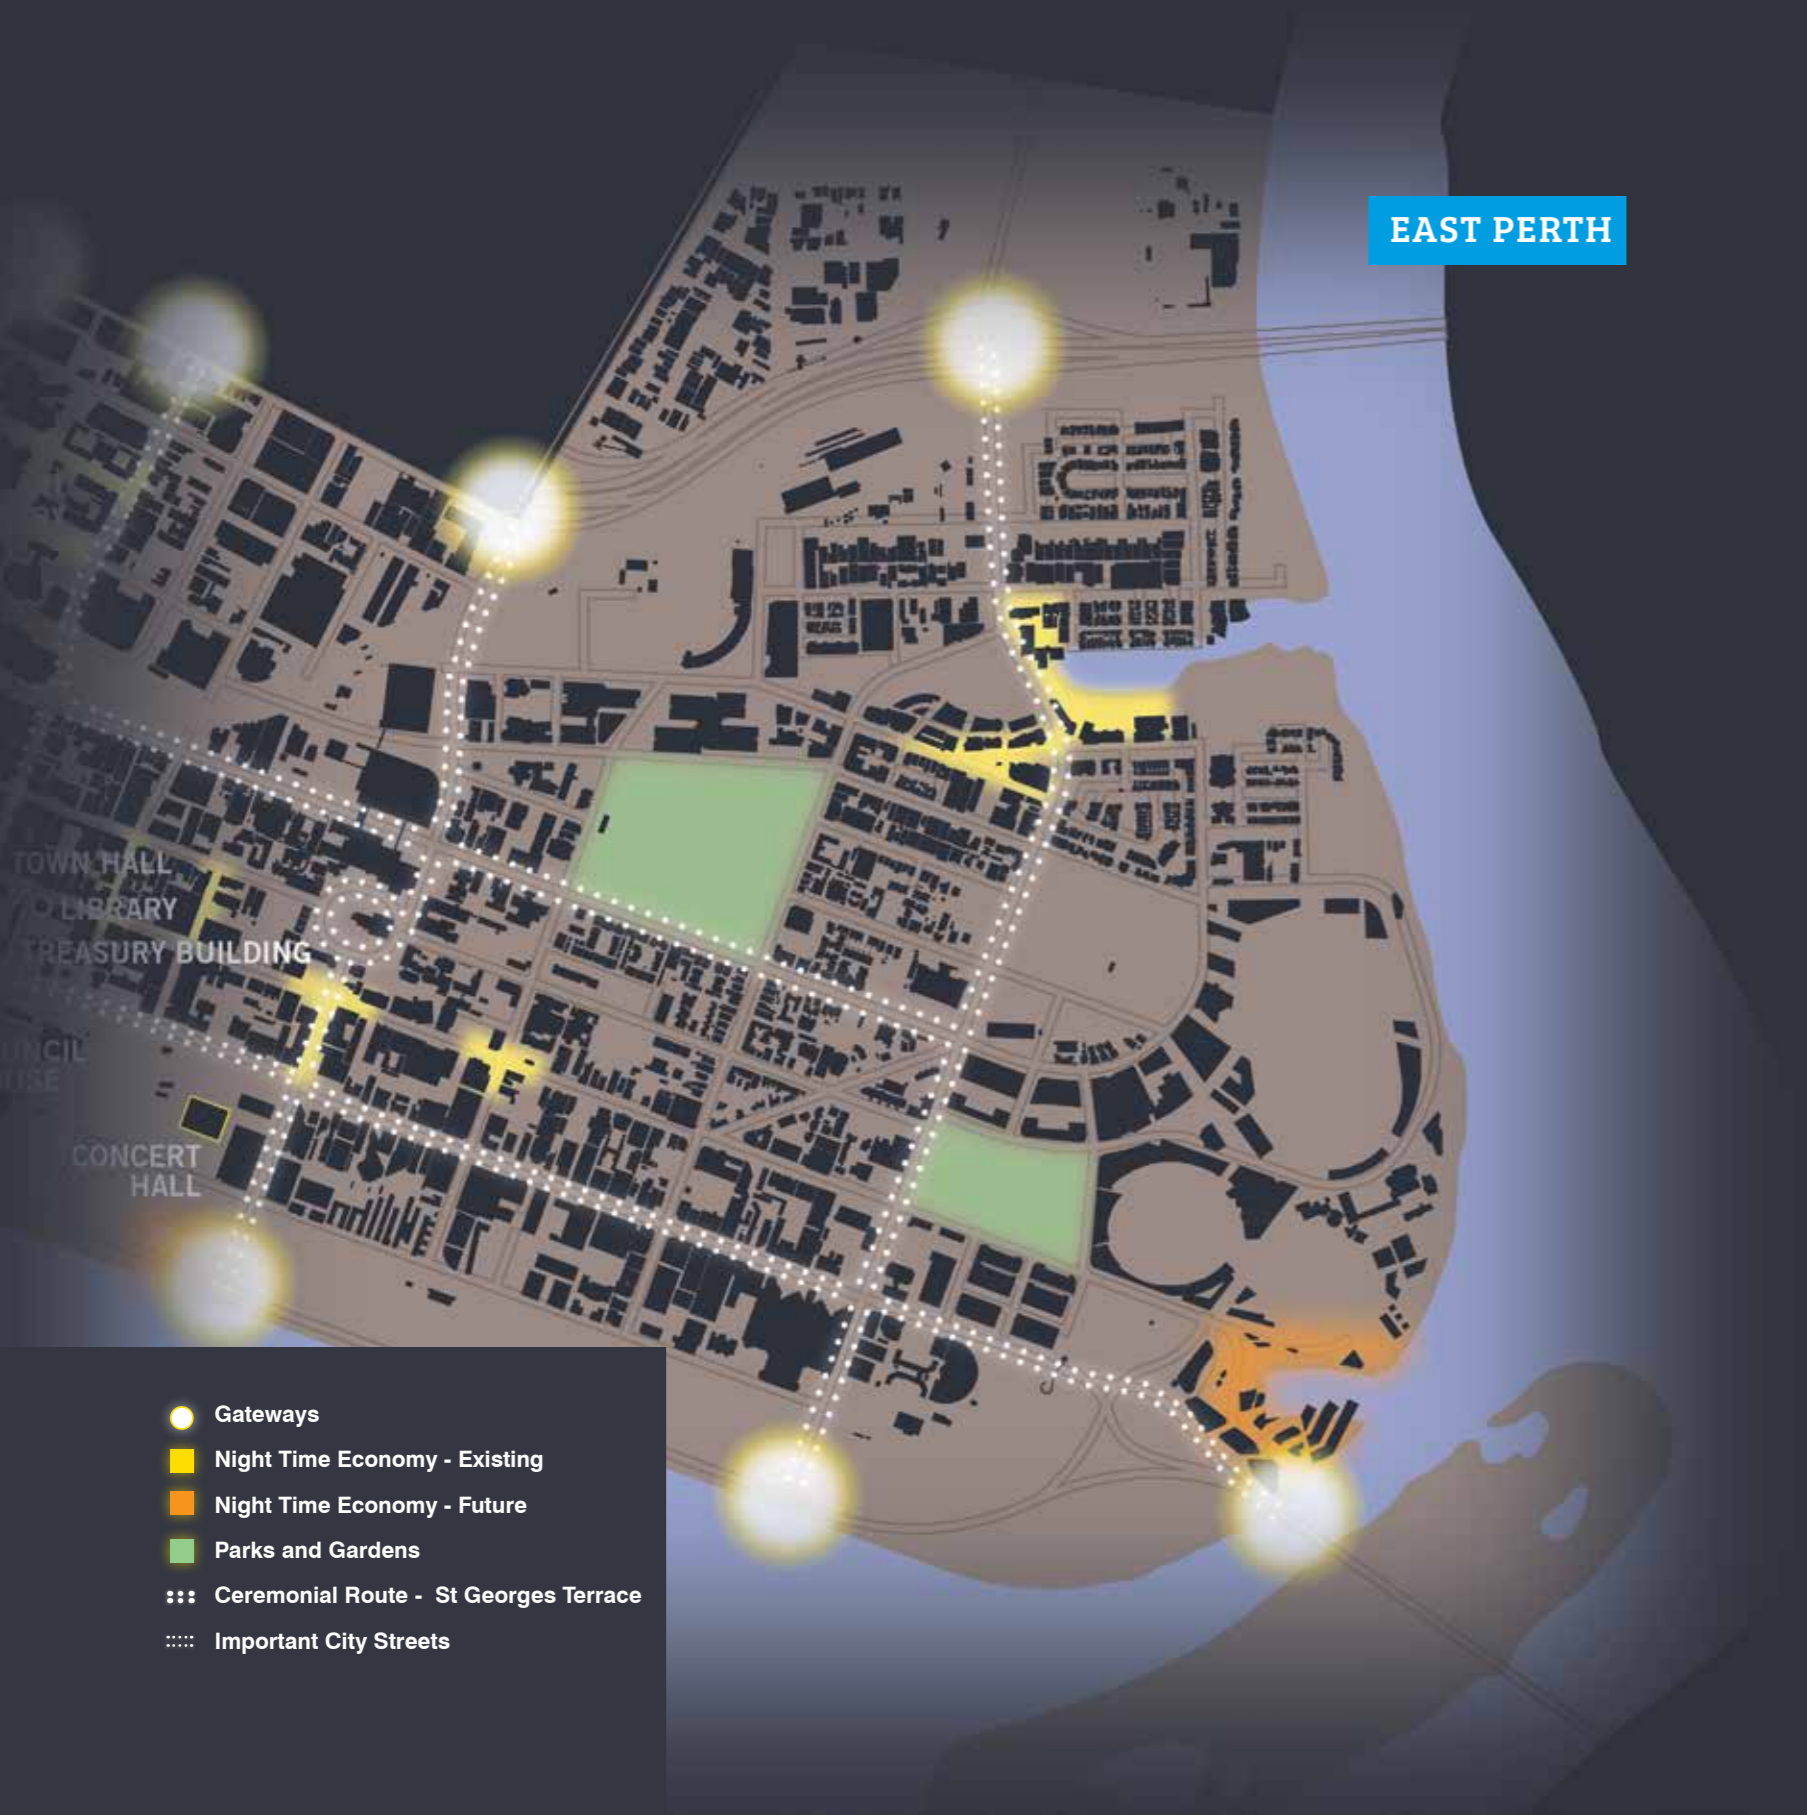 EAST PERTH
TOWN HALL
LIBRARY
TREASURY BUILDING
CONCERT
HALL
Gateways
Night Time Economy - Existing
Night Time Economy - Future
Parks and Gardens
Ceremonial Route - St Georges Terrace
Important City Streets